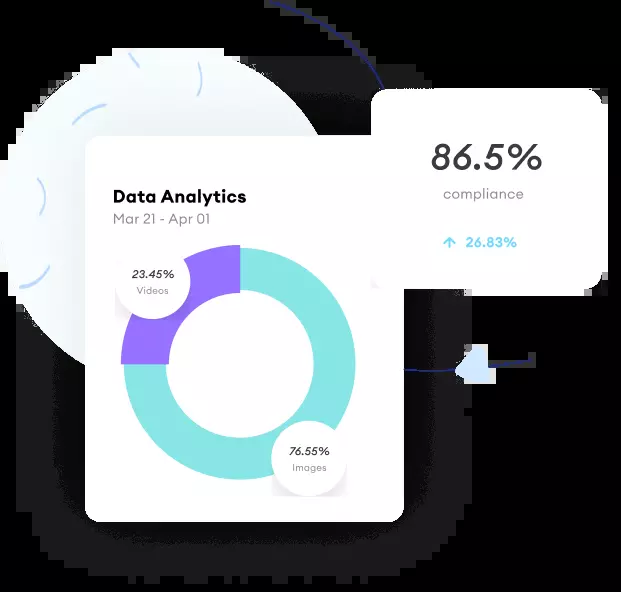 86.5%
compliance
↑ 26.83%
Data Analytics
Mar 21 - Apr 01
23.45%
Videos
76.55%
Images